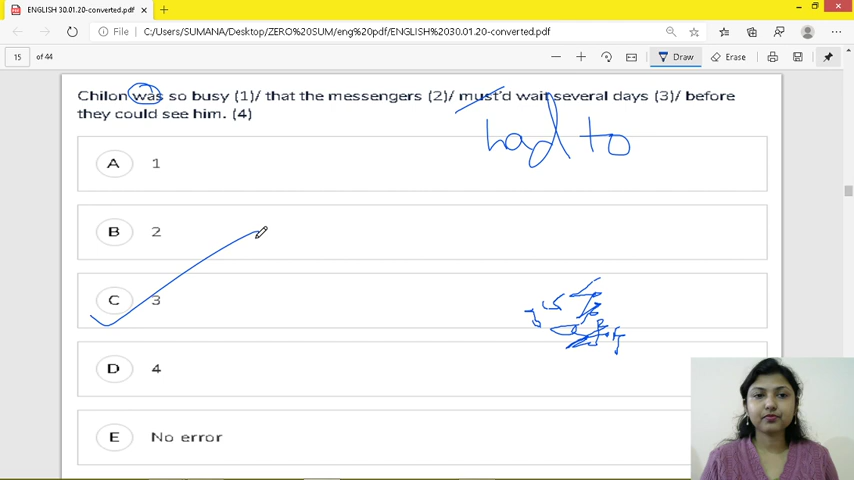 ENGLISH 30.01.20-converted.pdf
File C:/Users/SUMANA/Desktop/ZERO%20SUM/eng%20pdf/ENGLISH%2030.01.20-converted.pdf
15 of 44
Draw
Erase
Chilon was so busy (1)/ that the messengers (2)/ must'd wait several days (3)/ before
they could see him. (4)
had to
A 1
B 2
C 3
D 4
E No error